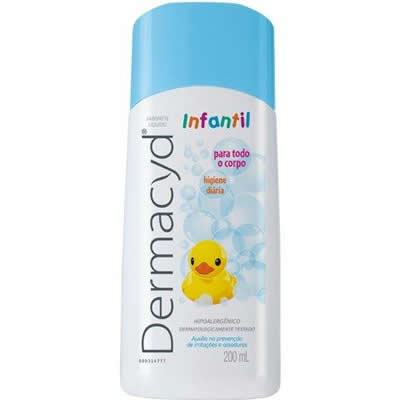 SABONETE
LÍQUIDO
Dermacyd®
Infantil
para todo
o corpo
higiene
diária
HIPOALERGÊNICO
DERMATOLOGICAMENTE TESTADO
Auxilia na prevenção
de irritações e assaduras
200 mL